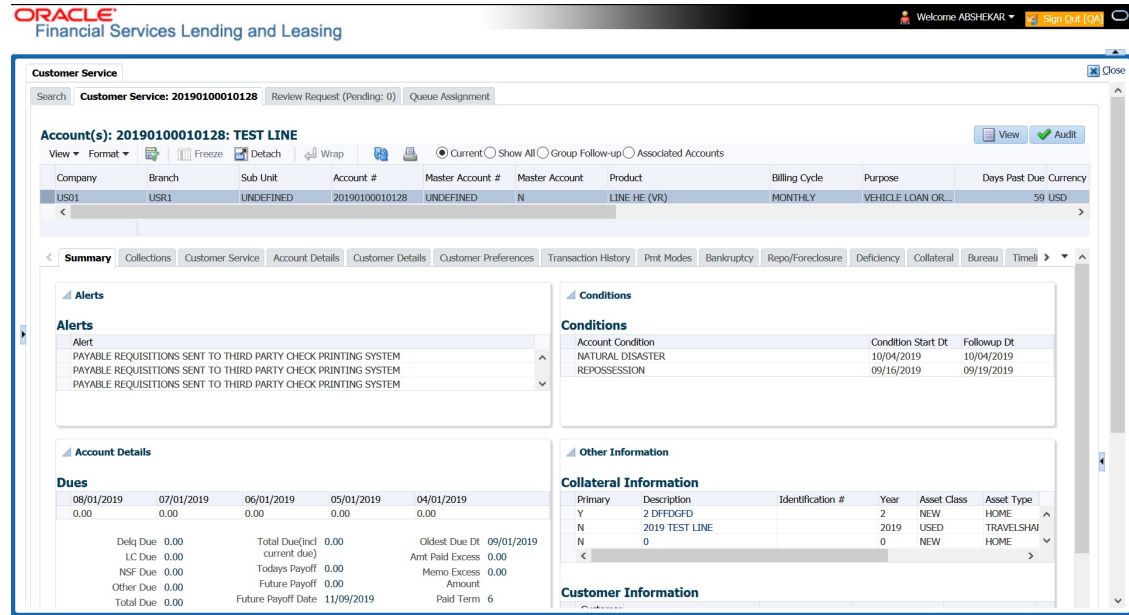 ORACLE
Financial Services Lending and Leasing
Welcome ABSHEKAR
Sign Out [QA]
Customer Service
Close
Search Customer Service: 20190100010128 Review Request (Pending: 0) Queue Assignment
Account(s): 20190100010128: TEST LINE
View Audit
View Format Freeze Detach Wrap Current Show All Group Follow-up Associated Accounts
Company Branch Sub Unit Account # Master Account # Master Account Product Billing Cycle Purpose Days Past Due Currency
US01 USR1 UNDEFINED 20190100010128 UNDEFINED N LINE HE (VR) MONTHLY VEHICLE LOAN OR... 59 USD
Summary Collections Customer Service Account Details Customer Details Customer Preferences Transaction History Pmt Modes Bankruptcy Repo/Foreclosure Deficiency Collateral Bureau Timeli
Alerts
Alerts
Alert
PAYABLE REQUISITIONS SENT TO THIRD PARTY CHECK PRINTING SYSTEM
PAYABLE REQUISITIONS SENT TO THIRD PARTY CHECK PRINTING SYSTEM
PAYABLE REQUISITIONS SENT TO THIRD PARTY CHECK PRINTING SYSTEM
Conditions
Conditions
Account Condition Condition Start Dt Followup Dt
NATURAL DISASTER 10/04/2019 10/04/2019
REPOSSESSION 09/16/2019 09/19/2019
Account Details
Dues
08/01/2019 07/01/2019 06/01/2019 05/01/2019 04/01/2019
0.00 0.00 0.00 0.00 0.00
Delq Due 0.00
LC Due 0.00
NSF Due 0.00
Other Due 0.00
Total Due 0.00
Total Due(incl current due) 0.00
Todays Payoff 0.00
Future Payoff 0.00
Future Payoff Date 11/09/2019
Oldest Due Dt 09/01/2019
Amt Paid Excess 0.00
Memo Excess Amount 0.00
Paid Term 6
Other Information
Collateral Information
Primary Description Identification # Year Asset Class Asset Type
Y 2 DFFDGFD 2 NEW HOME
N 2019 TEST LINE 2019 USED TRAVELSHAR
N 0 0 NEW HOME
Customer Information